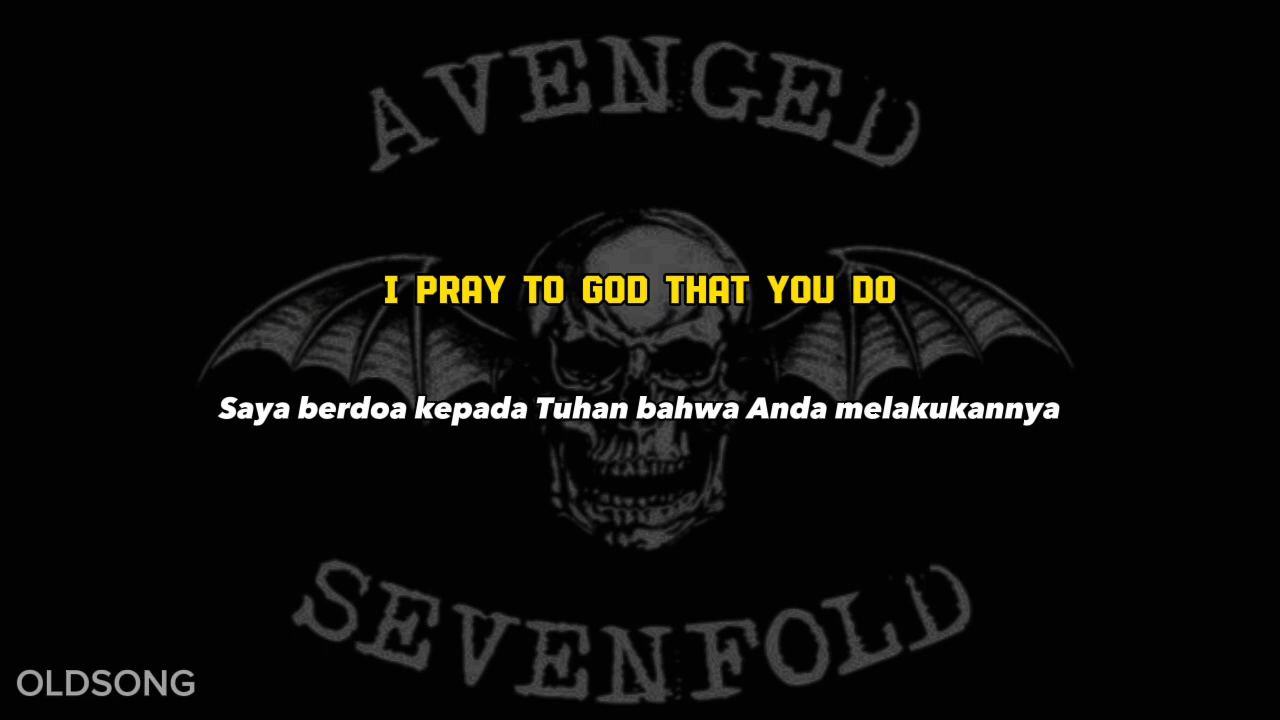 AVENGED
I PRAY TO GOD THAT YOU DO
Saya berdoa kepada Tuhan bahwa Anda melakukannya
SEVENFOLD
OLDSONG